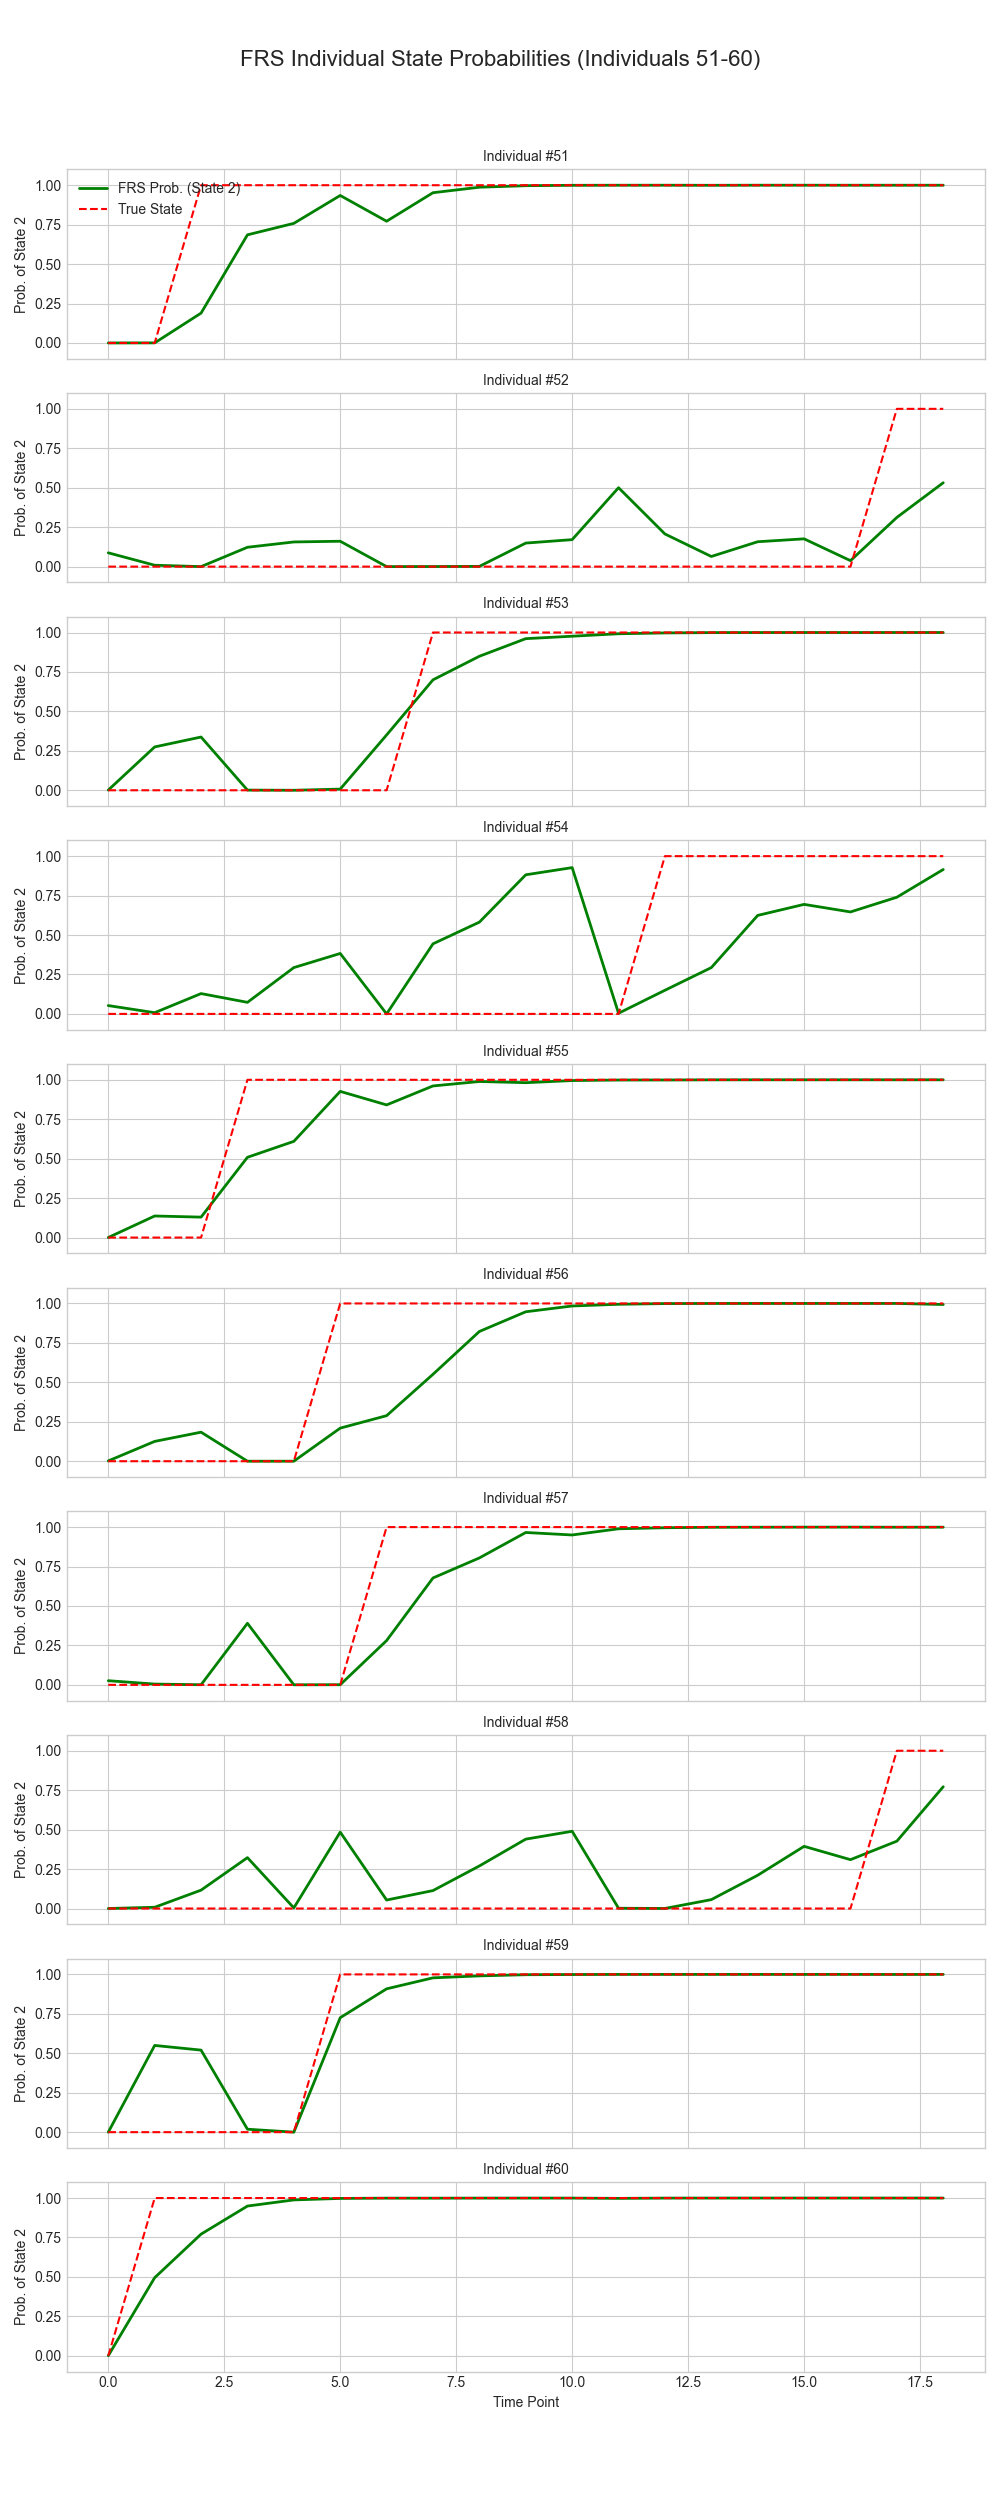 FRS Individual State Probabilities (Individuals 51-60)
Individual #51
FRS Prob. (State 2)
True State
1.00
0.75
0.50
0.25
0.00
Prob. of State 2
Individual #52
1.00
0.75
0.50
0.25
0.00
Prob. of State 2
Individual #53
1.00
0.75
0.50
0.25
0.00
Prob. of State 2
Individual #54
1.00
0.75
0.50
0.25
0.00
Prob. of State 2
Individual #55
1.00
0.75
0.50
0.25
0.00
Prob. of State 2
Individual #56
1.00
0.75
0.50
0.25
0.00
Prob. of State 2
Individual #57
1.00
0.75
0.50
0.25
0.00
Prob. of State 2
Individual #58
1.00
0.75
0.50
0.25
0.00
Prob. of State 2
Individual #59
1.00
0.75
0.50
0.25
0.00
Prob. of State 2
Individual #60
1.00
0.75
0.50
0.25
0.00
Prob. of State 2
0.0 2.5 5.0 7.5 10.0 12.5 15.0 17.5
Time Point